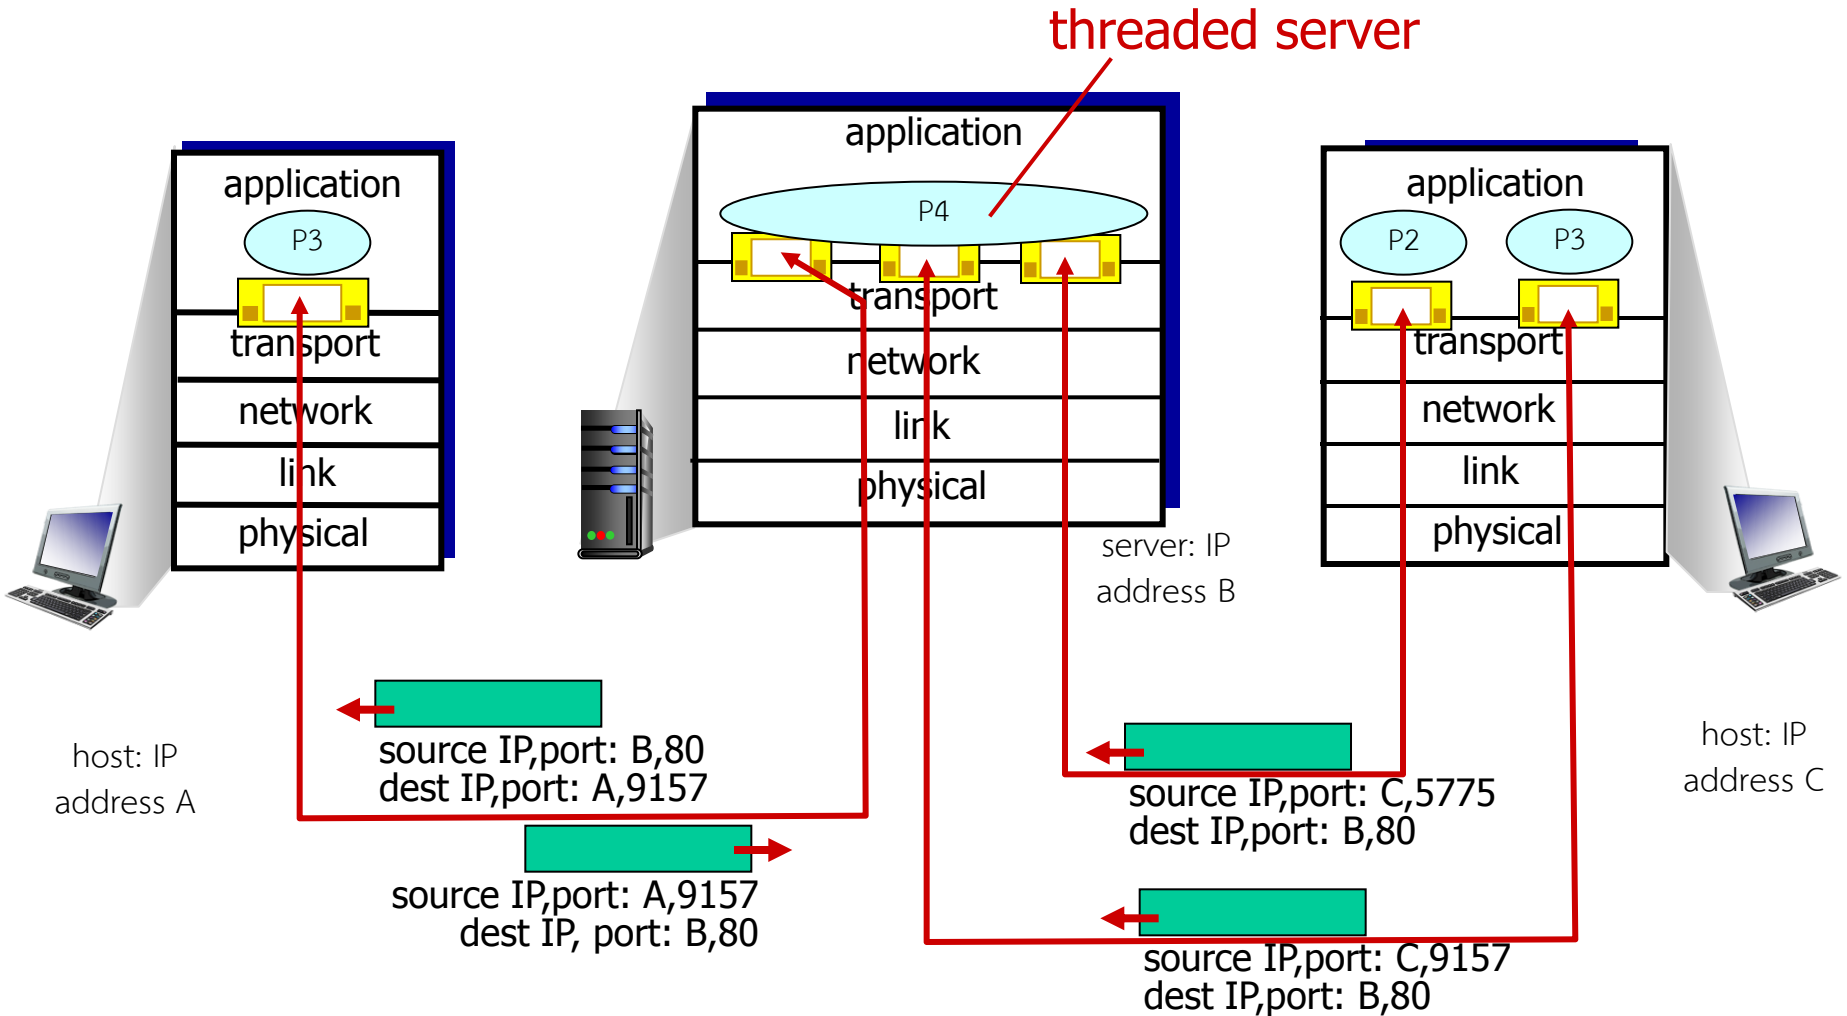 threaded server
application
P3
transport
network
link
physical
application
P4
transport
network
link
physical
application
P2
P3
transport
network
link
physical
server: IP
address B
host: IP
address A
source IP,port: B,80
dest IP,port: A,9157
source IP,port: A,9157
dest IP, port: B,80
source IP,port: C,5775
dest IP,port: B,80
source IP,port: C,9157
dest IP,port: B,80
host: IP
address C